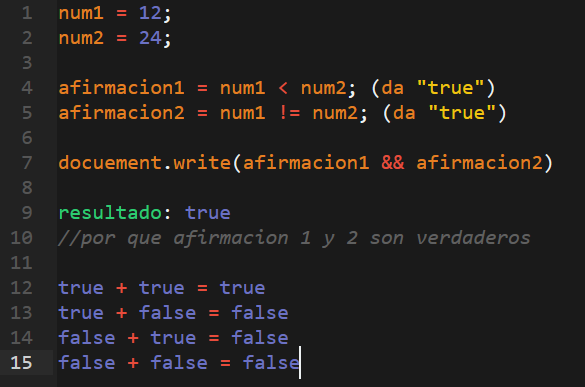 1 num1 = 12;
2 num2 = 24;
3
4 afirmacion1 = num1 < num2; (da "true")
5 afirmacion2 = num1 != num2; (da "true")
6
7 docuement.write(afirmacion1 && afirmacion2)
8
9 resultado: true
10 //por que afirmacion 1 y 2 son verdaderos
11
12 true + true = true
13 true + false = false
14 false + true = false
15 false + false = false